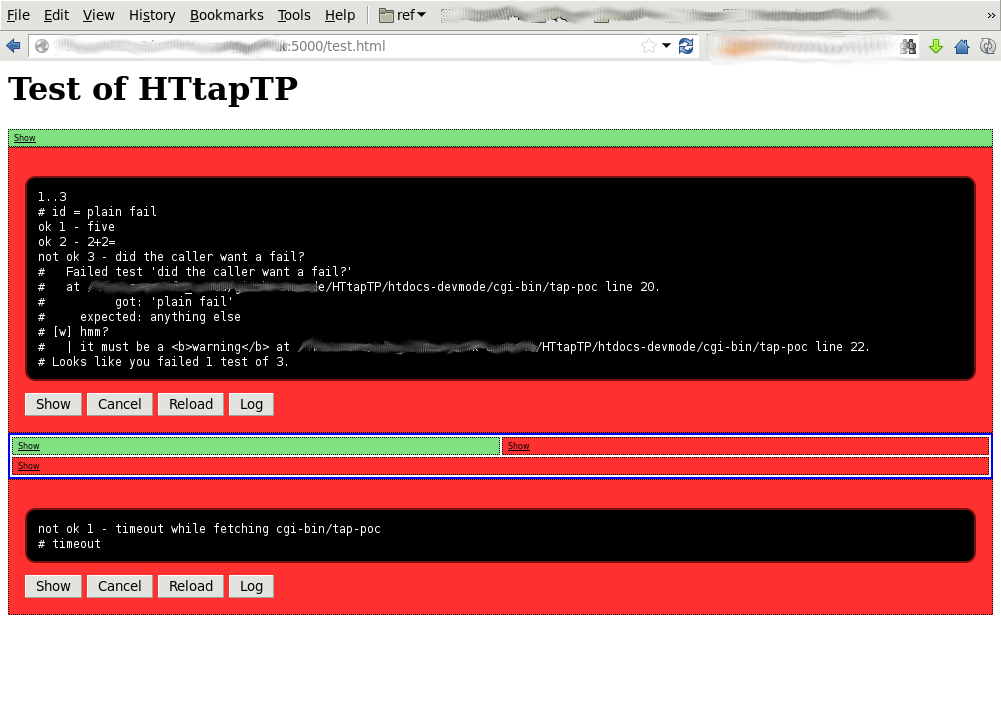 File Edit View History Bookmarks Tools Help ref »
:5000/test.html
Test of HTtapTP
Show
1..3
# id = plain fail
ok 1 - five
ok 2 - 2+2=
not ok 3 - did the caller want a fail?
#   Failed test 'did the caller want a fail?'
#   at /HTtapTP/htdocs-devmode/cgi-bin/tap-poc line 20.
#          got: 'plain fail'
#     expected: anything else
# [w] hmm?
#   | it must be a <b>warning</b> at /HTtapTP/htdocs-devmode/cgi-bin/tap-poc line 22.
# Looks like you failed 1 test of 3.
Show Cancel Reload Log
Show Show
Show
not ok 1 - timeout while fetching cgi-bin/tap-poc
# timeout
Show Cancel Reload Log